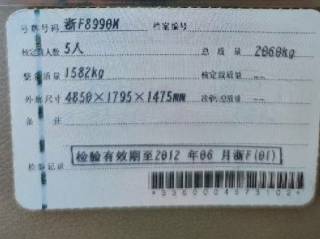 号牌号码 浙F8990M 档案编号
核定载人数 5人 总质量 2060kg
整备质量 1582kg 核定载质量 --
外廓尺寸 4850×1795×1475mm 准牵引总质量 --
备注
检验有效期至2012 年06 月浙F(01)
检验记录